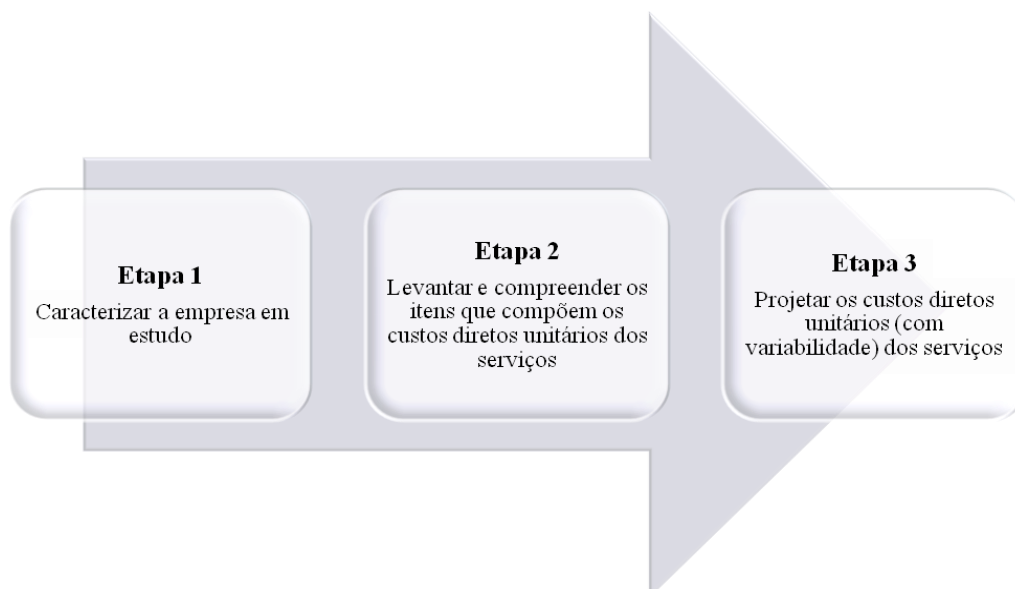 Etapa 1
Caracterizar a empresa em
estudo
Etapa 2
Levantar e compreender os
itens que compõem os
custos diretos unitários dos
serviços
Etapa 3
Projetar os custos diretos
unitários (com
variabilidade) dos serviços